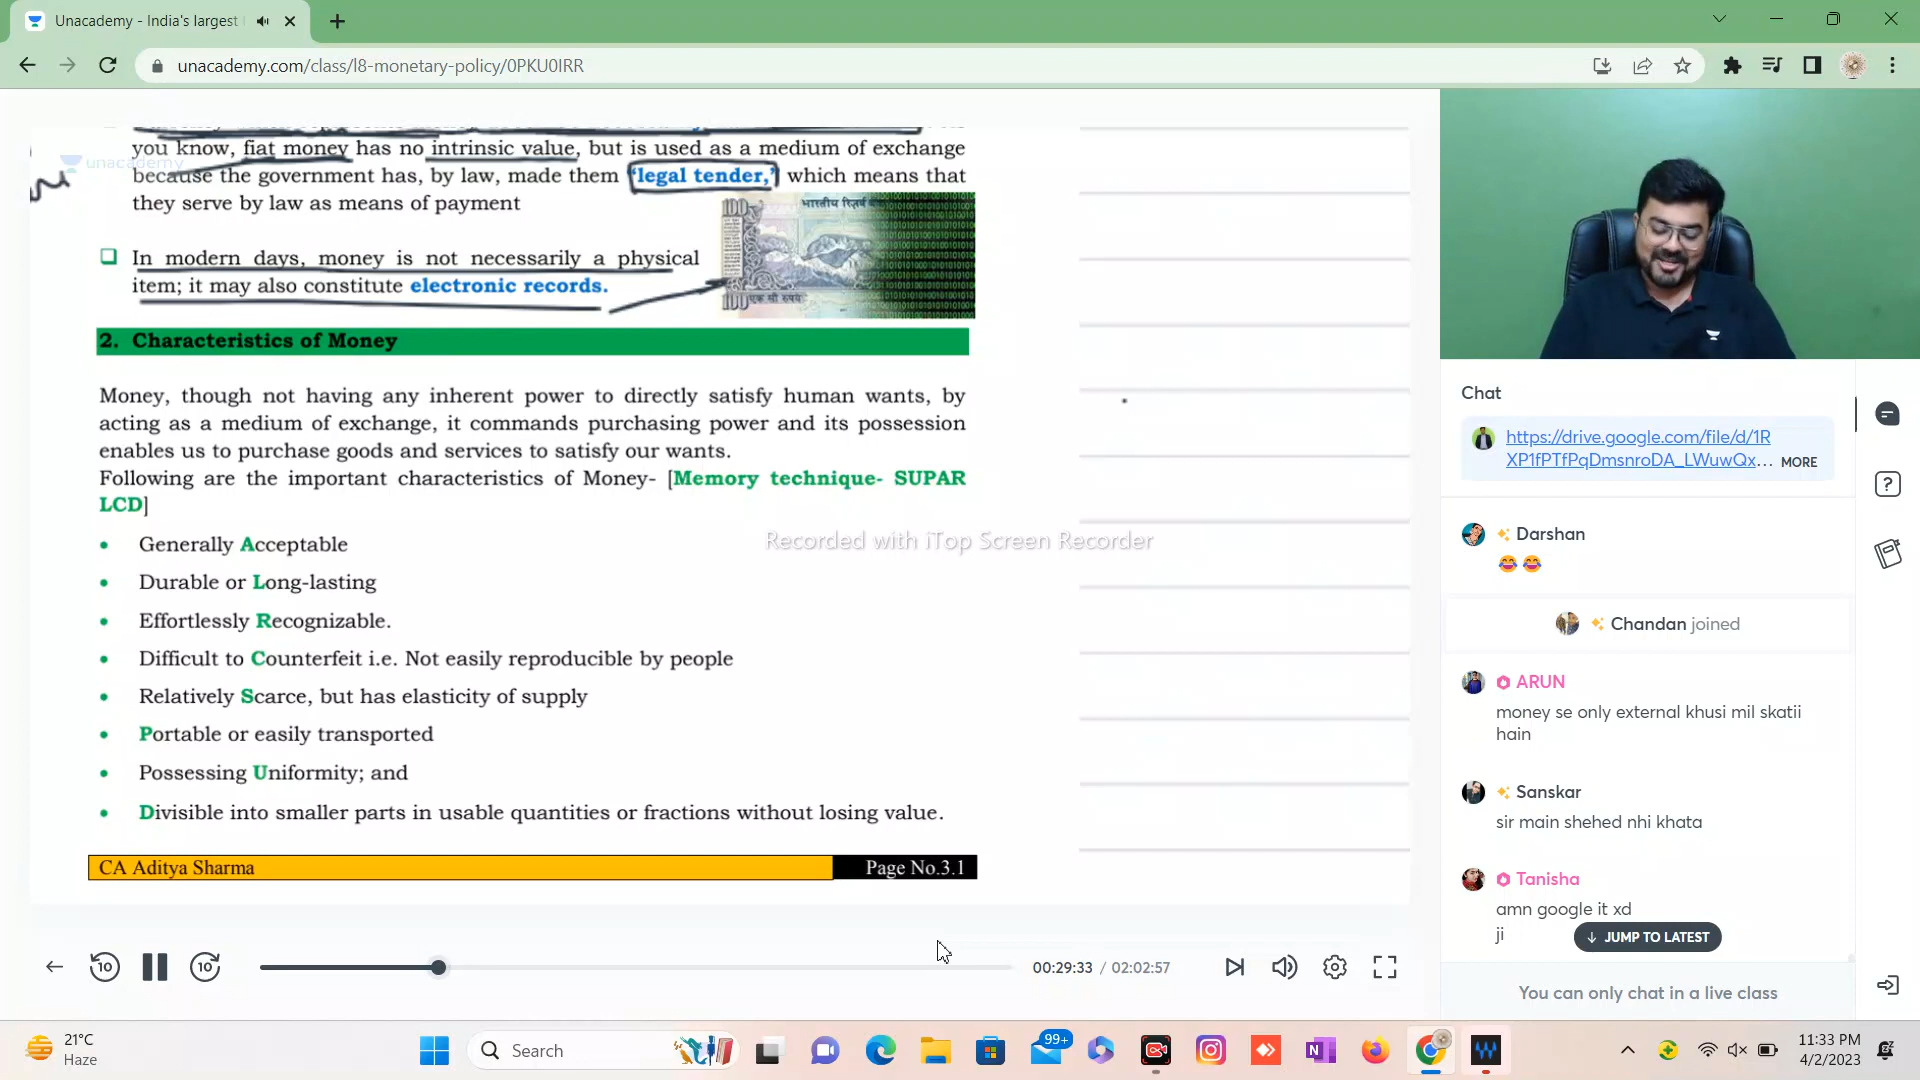 Unacademy - India's largest
unacademy.com/class/l8-monetary-policy/0PKU0IRR
unacademy
you know, fiat money has no intrinsic value, but is used as a medium of exchange
because the government has, by law, made them "legal tender," which means that
they serve by law as means of payment
100
भारतीय रिज़र्व
In modern days, money is not necessarily a physical
item; it may also constitute electronic records.
100 एक सौ रुपये
2. Characteristics of Money
Money, though not having any inherent power to directly satisfy human wants, by
acting as a medium of exchange, it commands purchasing power and its possession
enables us to purchase goods and services to satisfy our wants.
Following are the important characteristics of Money- [Memory technique- SUPAR
LCD]
Recorded with iTop Screen Recorder
• Generally Acceptable
• Durable or Long-lasting
• Effortlessly Recognizable.
• Difficult to Counterfeit i.e. Not easily reproducible by people
• Relatively Scarce, but has elasticity of supply
• Portable or easily transported
• Possessing Uniformity; and
• Divisible into smaller parts in usable quantities or fractions without losing value.
CA Aditya Sharma
Page No.3.1
10
10
00:29:33 / 02:02:57
Chat
https://drive.google.com/file/d/1R
XP1fPTfPqDmsnroDA_LWuwQx... MORE
Darshan
😂 😂
Chandan joined
ARUN
money se only external khusi mil skatii
hain
Sanskar
sir main shehed nhi khata
Tanisha
amn google it xd
ji
JUMP TO LATEST
You can only chat in a live class
21°C
Haze
Search
99+
11:33 PM
4/2/2023